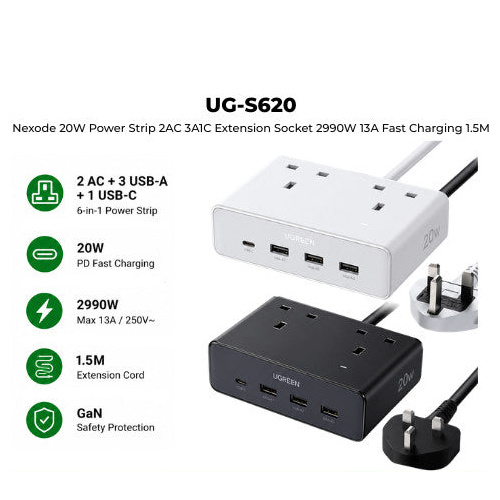 UG-S620
Nexode 20W Power Strip 2AC 3A1C Extension Socket 2990W 13A Fast Charging 1.5M
2 AC + 3 USB-A
+ 1 USB-C
6-in-1 Power Strip
20W
PD Fast Charging
2990W
Max 13A / 250V~
1.5M
Extension Cord
GaN
Safety Protection
UGREEN
20W
UGREEN
20W